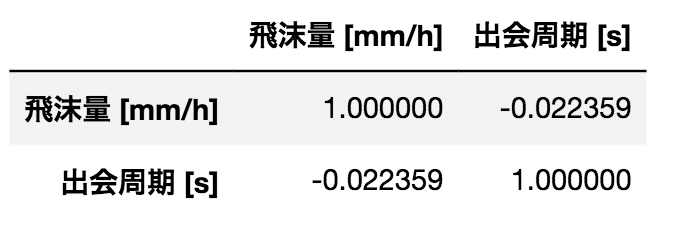 飛沫量 [mm/h] 出会周期 [s]
飛沫量 [mm/h] 1.000000 -0.022359
出会周期 [s] -0.022359 1.000000